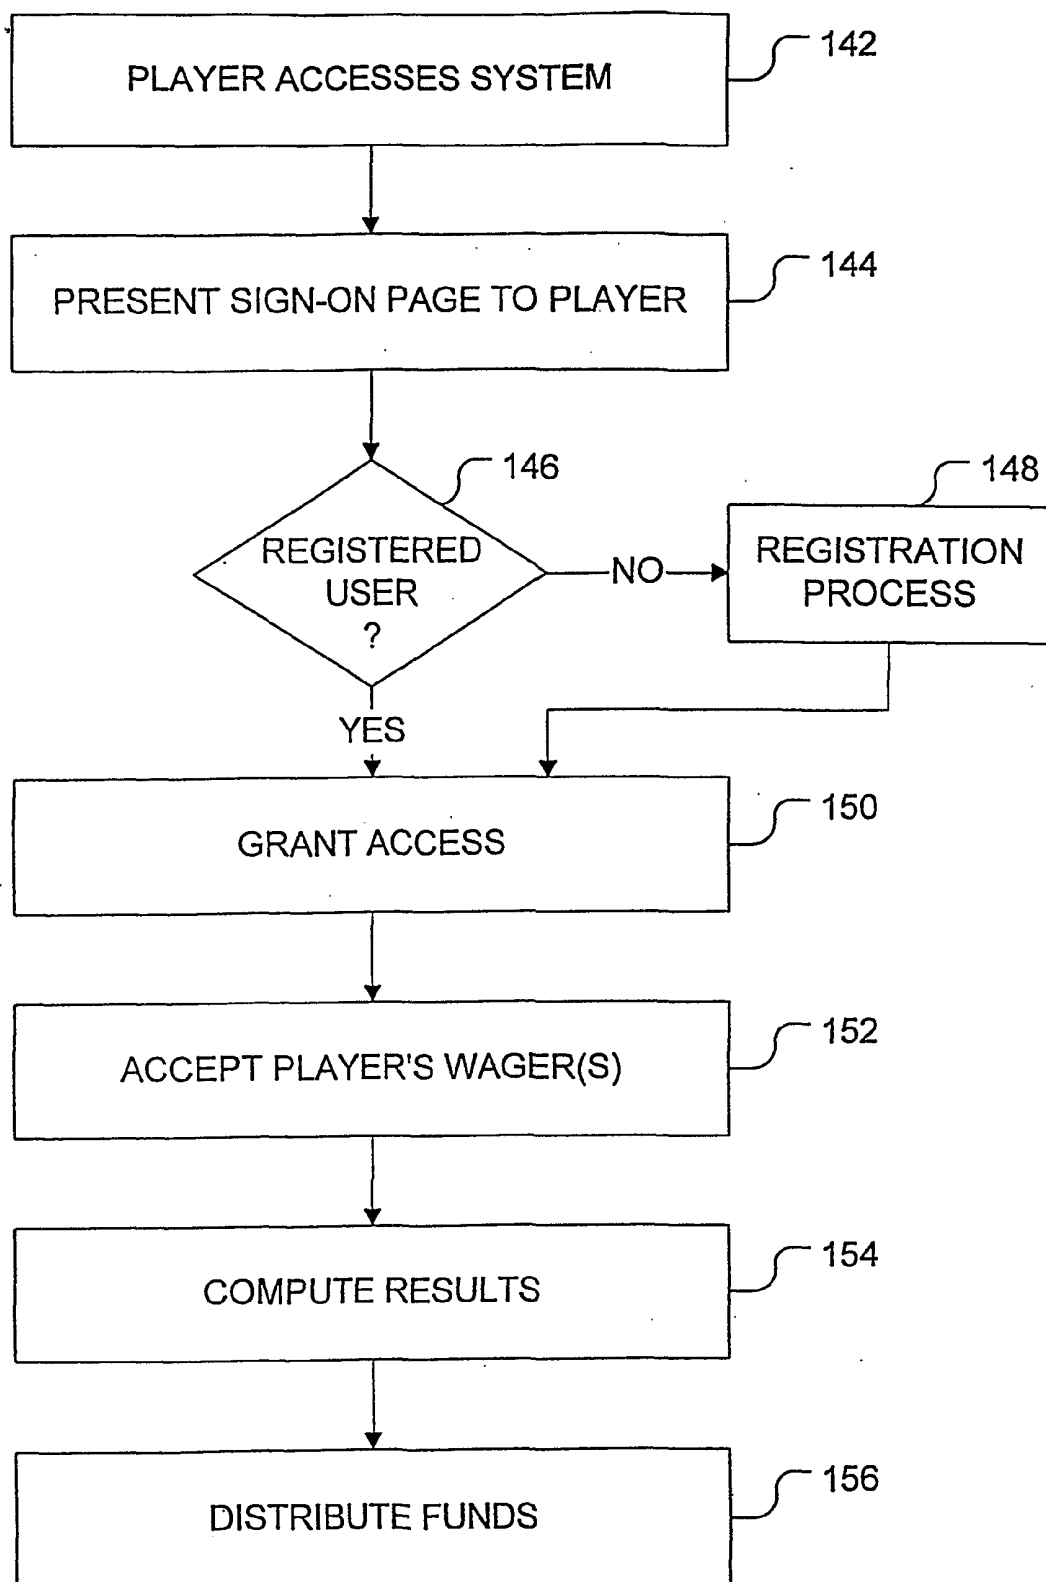 142
PLAYER ACCESSES SYSTEM
144
PRESENT SIGN-ON PAGE TO PLAYER
146
REGISTERED
USER
?
NO
148
REGISTRATION
PROCESS
YES
150
GRANT ACCESS
152
ACCEPT PLAYER'S WAGER(S)
154
COMPUTE RESULTS
156
DISTRIBUTE FUNDS